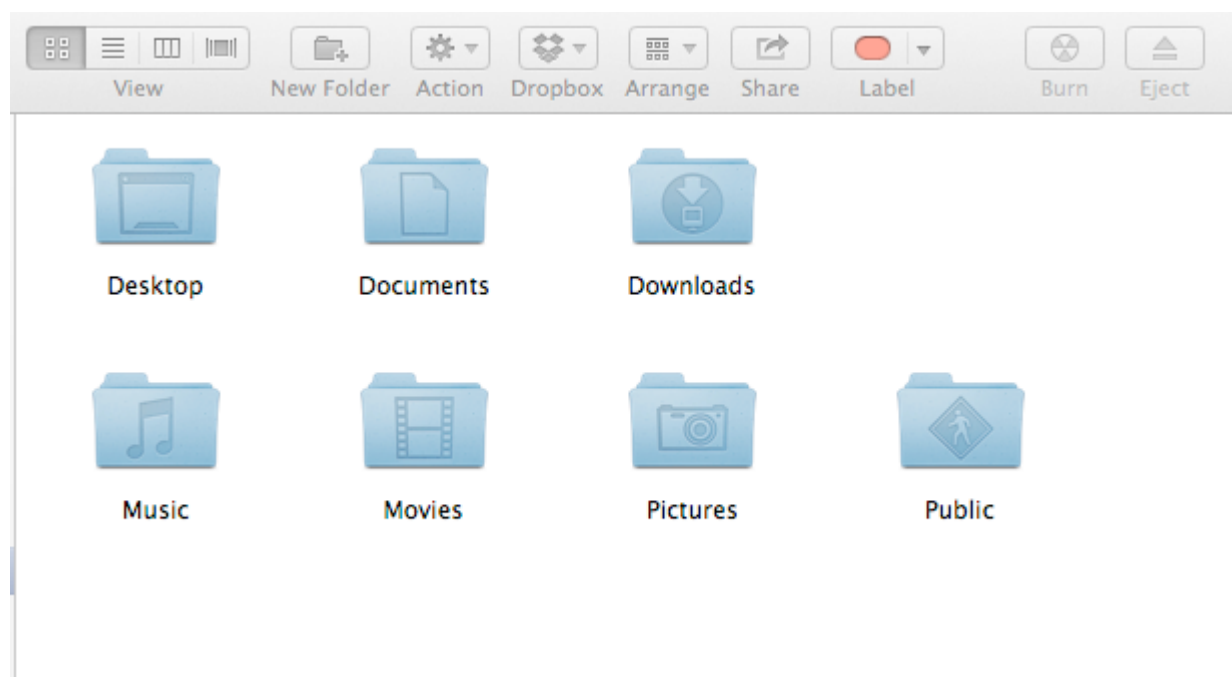 View New Folder Action Dropbox Arrange Share Label Burn Eject
Desktop Documents Downloads
Music Movies Pictures Public